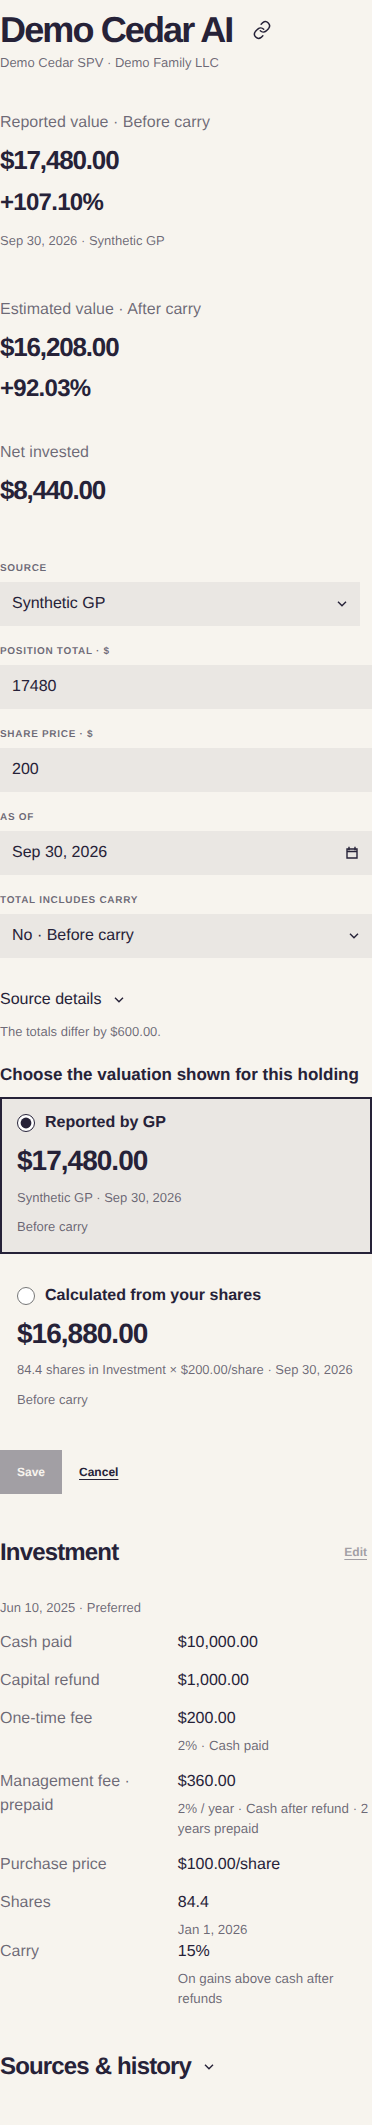 Demo Cedar AI
Demo Cedar SPV · Demo Family LLC
Reported value · Before carry
$17,480.00
+107.10%
Sep 30, 2026 · Synthetic GP
Estimated value · After carry
$16,208.00
+92.03%
Net invested
$8,440.00
SOURCE
Synthetic GP
POSITION TOTAL · $
17480
SHARE PRICE · $
200
AS OF
Sep 30, 2026
TOTAL INCLUDES CARRY
No · Before carry
Source details
The totals differ by $600.00.
Choose the valuation shown for this holding
Reported by GP
$17,480.00
Synthetic GP · Sep 30, 2026
Before carry
Calculated from your shares
$16,880.00
84.4 shares in Investment × $200.00/share · Sep 30, 2026
Before carry
Save Cancel
Investment Edit
Jun 10, 2025 · Preferred
Cash paid $10,000.00
Capital refund $1,000.00
One-time fee $200.00
2% · Cash paid
Management fee · $360.00
prepaid 2% / year · Cash after refund · 2
years prepaid
Purchase price $100.00/share
Shares 84.4
Jan 1, 2026
Carry 15%
On gains above cash after
refunds
Sources & history